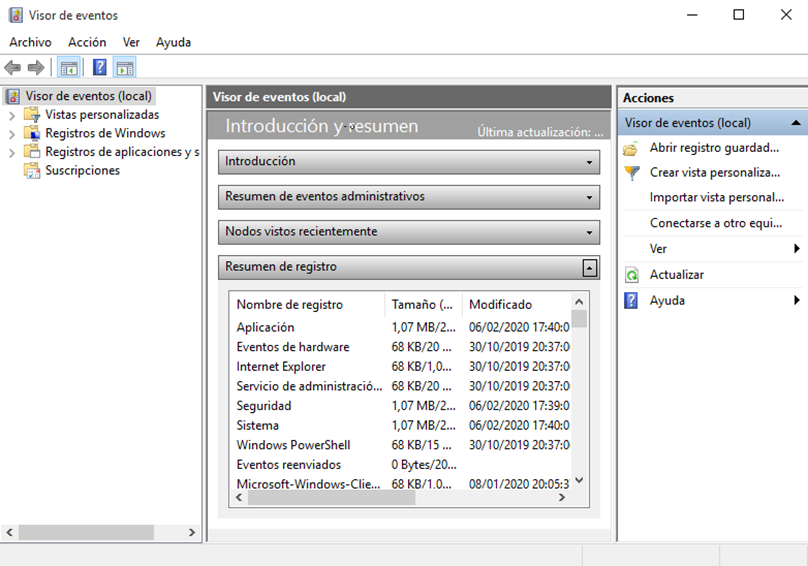 Visor de eventos
Archivo Acción Ver Ayuda
Visor de eventos (local)
Vistas personalizadas
Registros de Windows
Registros de aplicaciones y s
Suscripciones
Visor de eventos (local)
Introducción y resumen
Última actualización: ...
Introducción
Resumen de eventos administrativos
Nodos vistos recientemente
Resumen de registro
Nombre de registro Tamaño (... Modificado
Aplicación 1,07 MB/2... 06/02/2020 17:40:0
Eventos de hardware 68 KB/20 ... 30/10/2019 20:37:0
Internet Explorer 68 KB/1,0... 30/10/2019 20:37:0
Servicio de administració... 68 KB/20 ... 30/10/2019 20:37:0
Seguridad 1,07 MB/2... 06/02/2020 17:39:0
Sistema 1,07 MB/2... 06/02/2020 17:40:0
Windows PowerShell 68 KB/15 ... 30/10/2019 20:37:0
Eventos reenviados 0 Bytes/20...
Microsoft-Windows-Clie... 68 KB/1.0... 08/01/2020 20:05:3
Acciones
Visor de eventos (local)
Abrir registro guardad...
Crear vista personaliza...
Importar vista personal...
Conectarse a otro equi...
Ver
Actualizar
Ayuda